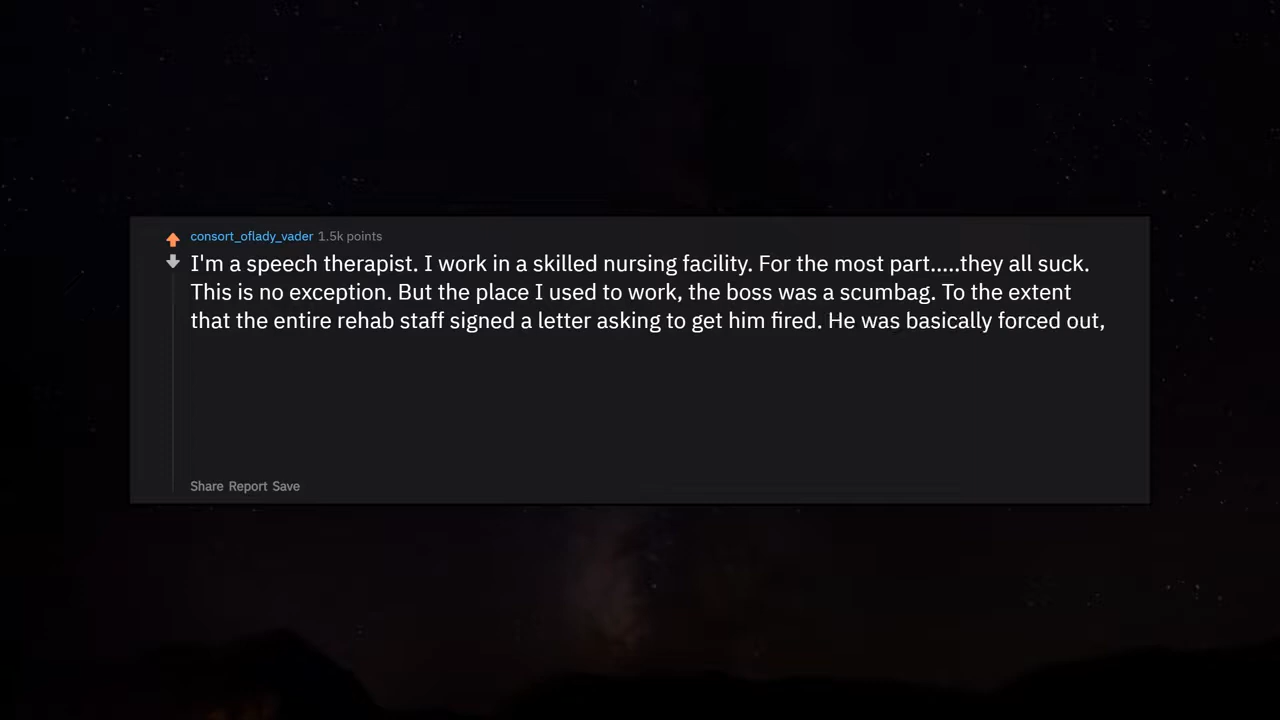 consort_oflady_vader 1.5k points
I'm a speech therapist. I work in a skilled nursing facility. For the most part.....they all suck.
This is no exception. But the place I used to work, the boss was a scumbag. To the extent
that the entire rehab staff signed a letter asking to get him fired. He was basically forced out,
Share Report Save